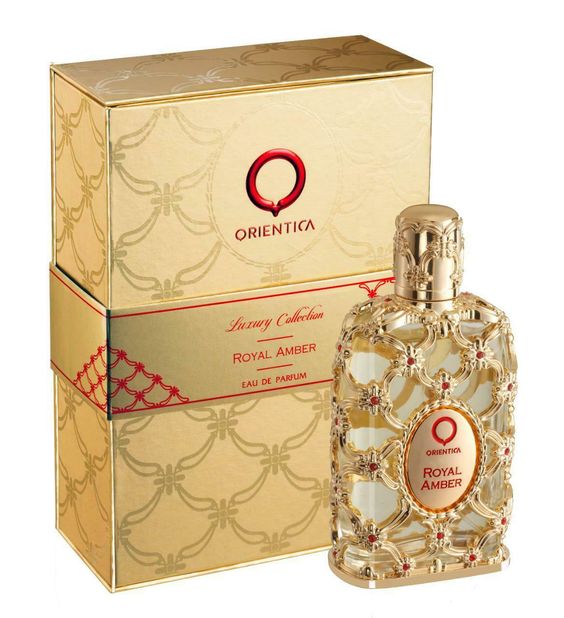 ORIENTICA
Luxury Collection
ROYAL AMBER
EAU DE PARFUM
ORIENTICA
ROYAL
AMBER